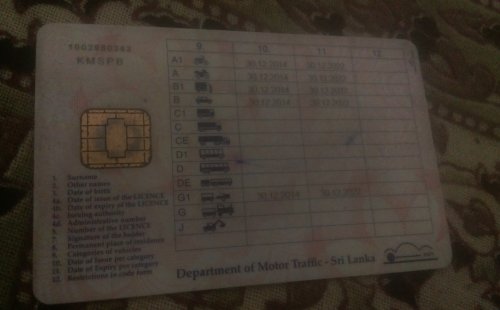 1002880363
KMSPB
9. 10. 11. 12.
A1 30.12.2014 30.12.2022
A 30.12.2014 30.12.2022
B1 30.12.2014 30.12.2022
B 30.12.2014 30.12.2022
C1
C
CE
D1
D
DE
G1 30.12.2014 30.12.2022
G
J
1. Surname
2. Other names
3. Date of birth
4a. Date of issue of the LICENCE
4b. Date of expiry of the LICENCE
4c. Issuing authority
4d. Administrative number
5. Number of the LICENCE
7. Signature of the holder
8. Permanent place of residence
9. Categories of vehicles
10. Date of Issue per category
11. Date of Expiry per category
12. Restrictions in code form
Department of Motor Traffic - Sri Lanka